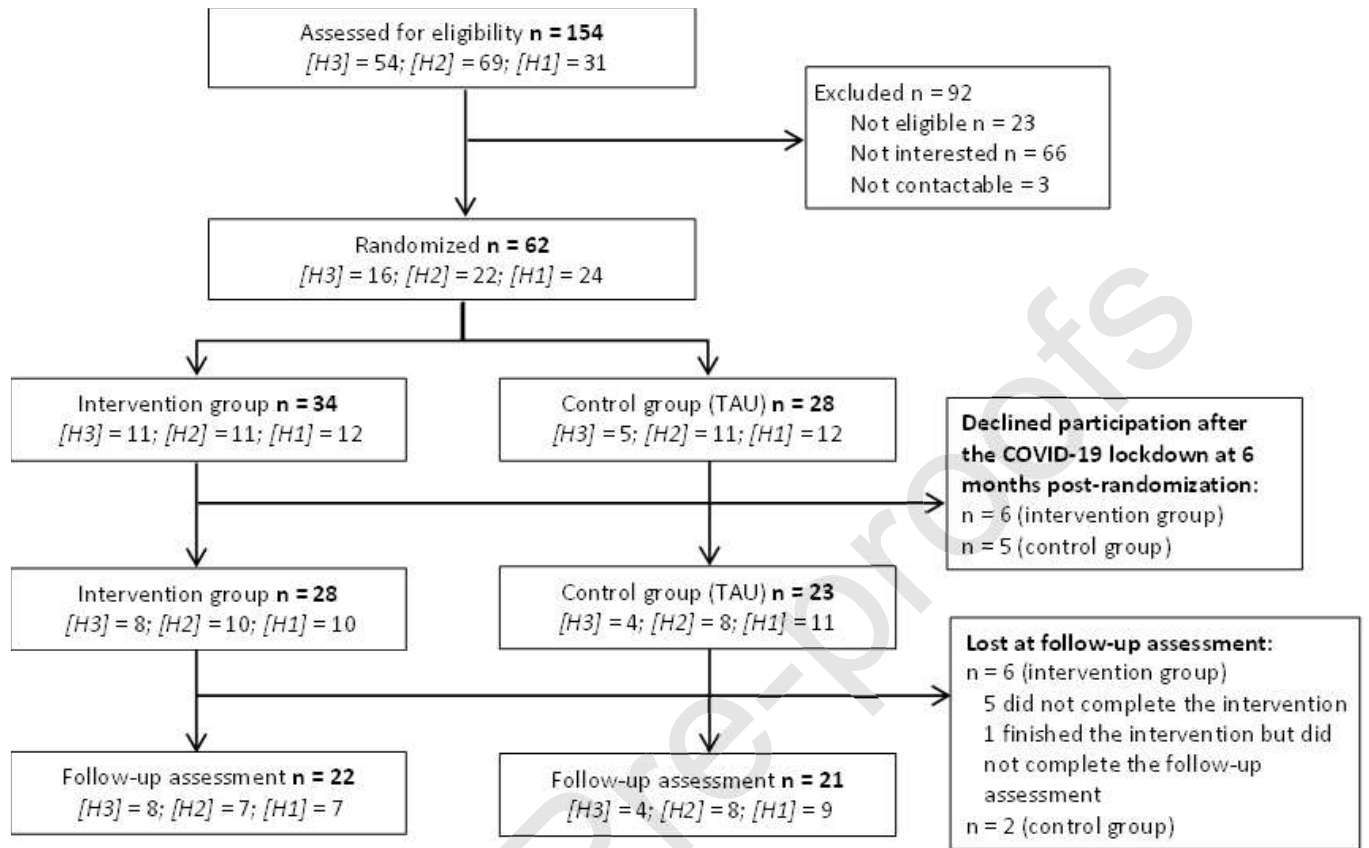 Assessed for eligibility n = 154
[H3] = 54; [H2] = 69; [H1] = 31
Excluded n = 92
Not eligible n = 23
Not interested n = 66
Not contactable = 3
Randomized n = 62
[H3] = 16; [H2] = 22; [H1] = 24
Intervention group n = 34
[H3] = 11; [H2] = 11; [H1] = 12
Control group (TAU) n = 28
[H3] = 5; [H2] = 11; [H1] = 12
Declined participation after
the COVID-19 lockdown at 6
months post-randomization:
n = 6 (intervention group)
n = 5 (control group)
Intervention group n = 28
[H3] = 8; [H2] = 10; [H1] = 10
Control group (TAU) n = 23
[H3] = 4; [H2] = 8; [H1] = 11
Lost at follow-up assessment:
n = 6 (intervention group)
5 did not complete the intervention
1 finished the intervention but did
not complete the follow-up
assessment
n = 2 (control group)
Follow-up assessment n = 22
[H3] = 8; [H2] = 7; [H1] = 7
Follow-up assessment n = 21
[H3] = 4; [H2] = 8; [H1] = 9
Pre-proofs